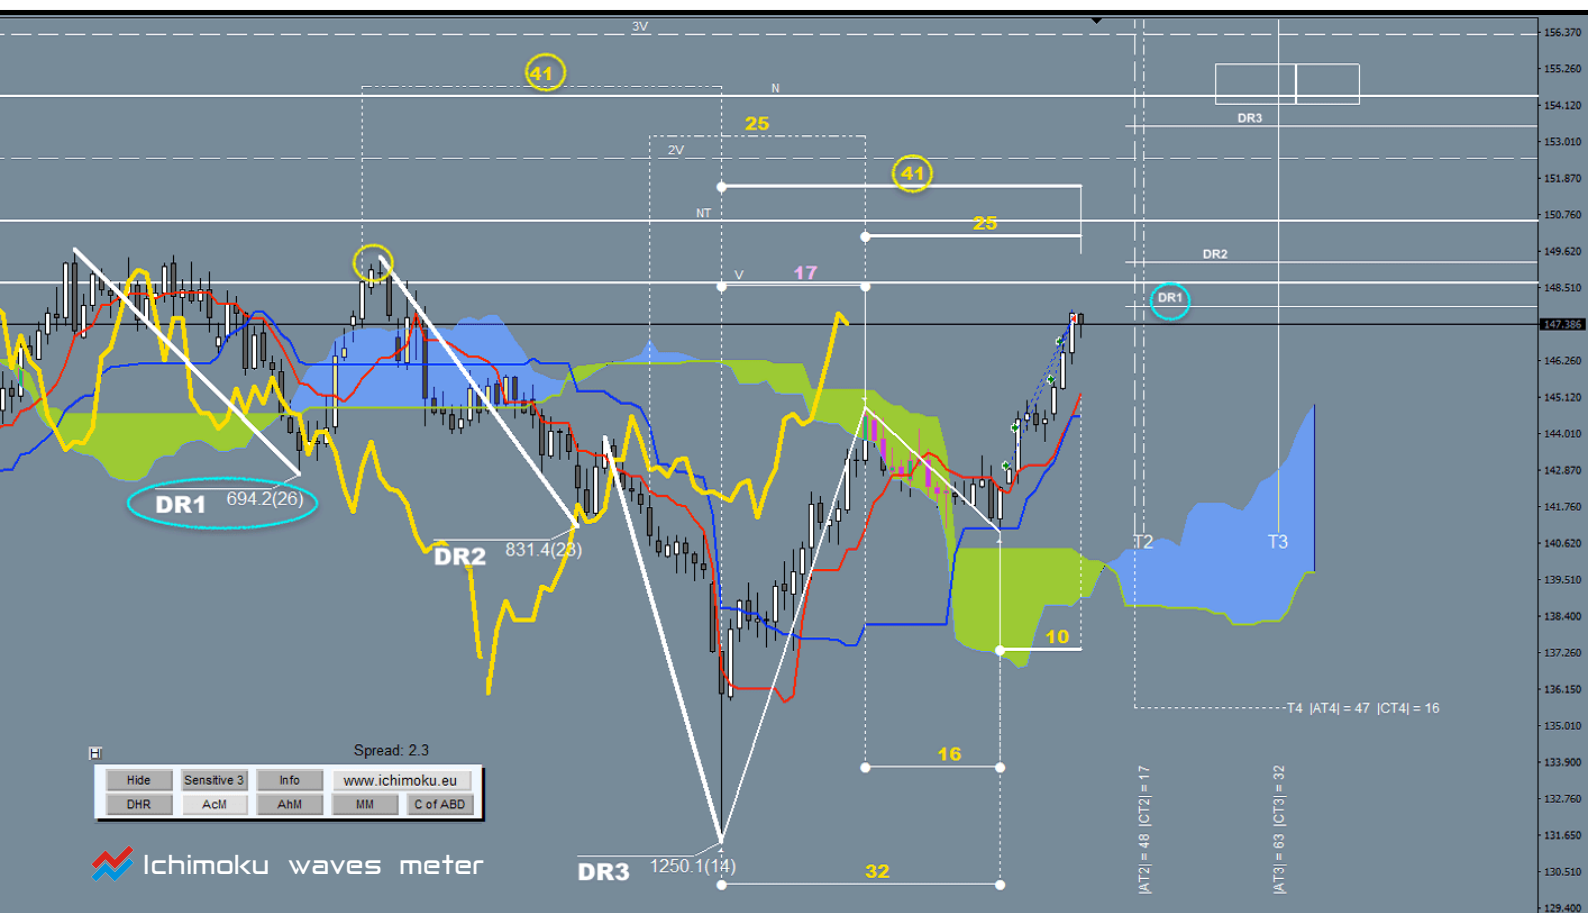 3V
41
N
25
DR3
2V
41
NT
25
DR2
V
17
DR1
156.370
155.260
154.120
153.010
151.870
150.760
149.620
148.510
147.386
146.260
145.120
144.010
142.870
141.760
140.620
139.510
138.400
137.260
136.150
135.010
133.900
132.760
131.650
130.510
129.400
DR1 694.2(26)
DR2 831.4(23)
T2
T3
10
T4 |AT4| = 47 |CT4| = 16
16
|AT2| = 48 |CT2| = 17
|AT3| = 63 |CT3| = 32
H
Spread: 2.3
Hide Sensitive 3 Info www.ichimoku.eu
DHR AcM AhM MM C of ABD
Ichimoku waves meter
DR3 1250.1(14)
32